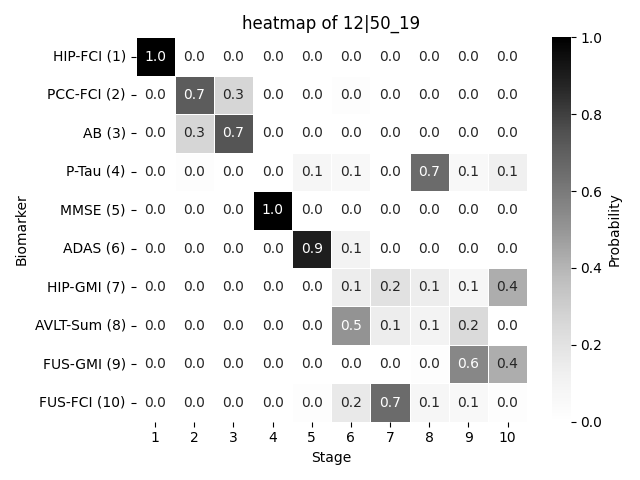 heatmap of 12|50_19
HIP-FCI (1) 1.0 0.0 0.0 0.0 0.0 0.0 0.0 0.0 0.0 0.0
PCC-FCI (2) 0.0 0.7 0.3 0.0 0.0 0.0 0.0 0.0 0.0 0.0
AB (3) 0.0 0.3 0.7 0.0 0.0 0.0 0.0 0.0 0.0 0.0
P-Tau (4) 0.0 0.0 0.0 0.0 0.1 0.1 0.0 0.7 0.1 0.1
MMSE (5) 0.0 0.0 0.0 1.0 0.0 0.0 0.0 0.0 0.0 0.0
ADAS (6) 0.0 0.0 0.0 0.0 0.9 0.1 0.0 0.0 0.0 0.0
HIP-GMI (7) 0.0 0.0 0.0 0.0 0.0 0.1 0.2 0.1 0.1 0.4
AVLT-Sum (8) 0.0 0.0 0.0 0.0 0.0 0.5 0.1 0.1 0.2 0.0
FUS-GMI (9) 0.0 0.0 0.0 0.0 0.0 0.0 0.0 0.0 0.6 0.4
FUS-FCI (10) 0.0 0.0 0.0 0.0 0.0 0.2 0.7 0.1 0.1 0.0
1 2 3 4 5 6 7 8 9 10
Stage
Biomarker
1.0
0.8
0.6
0.4
0.2
0.0
Probability